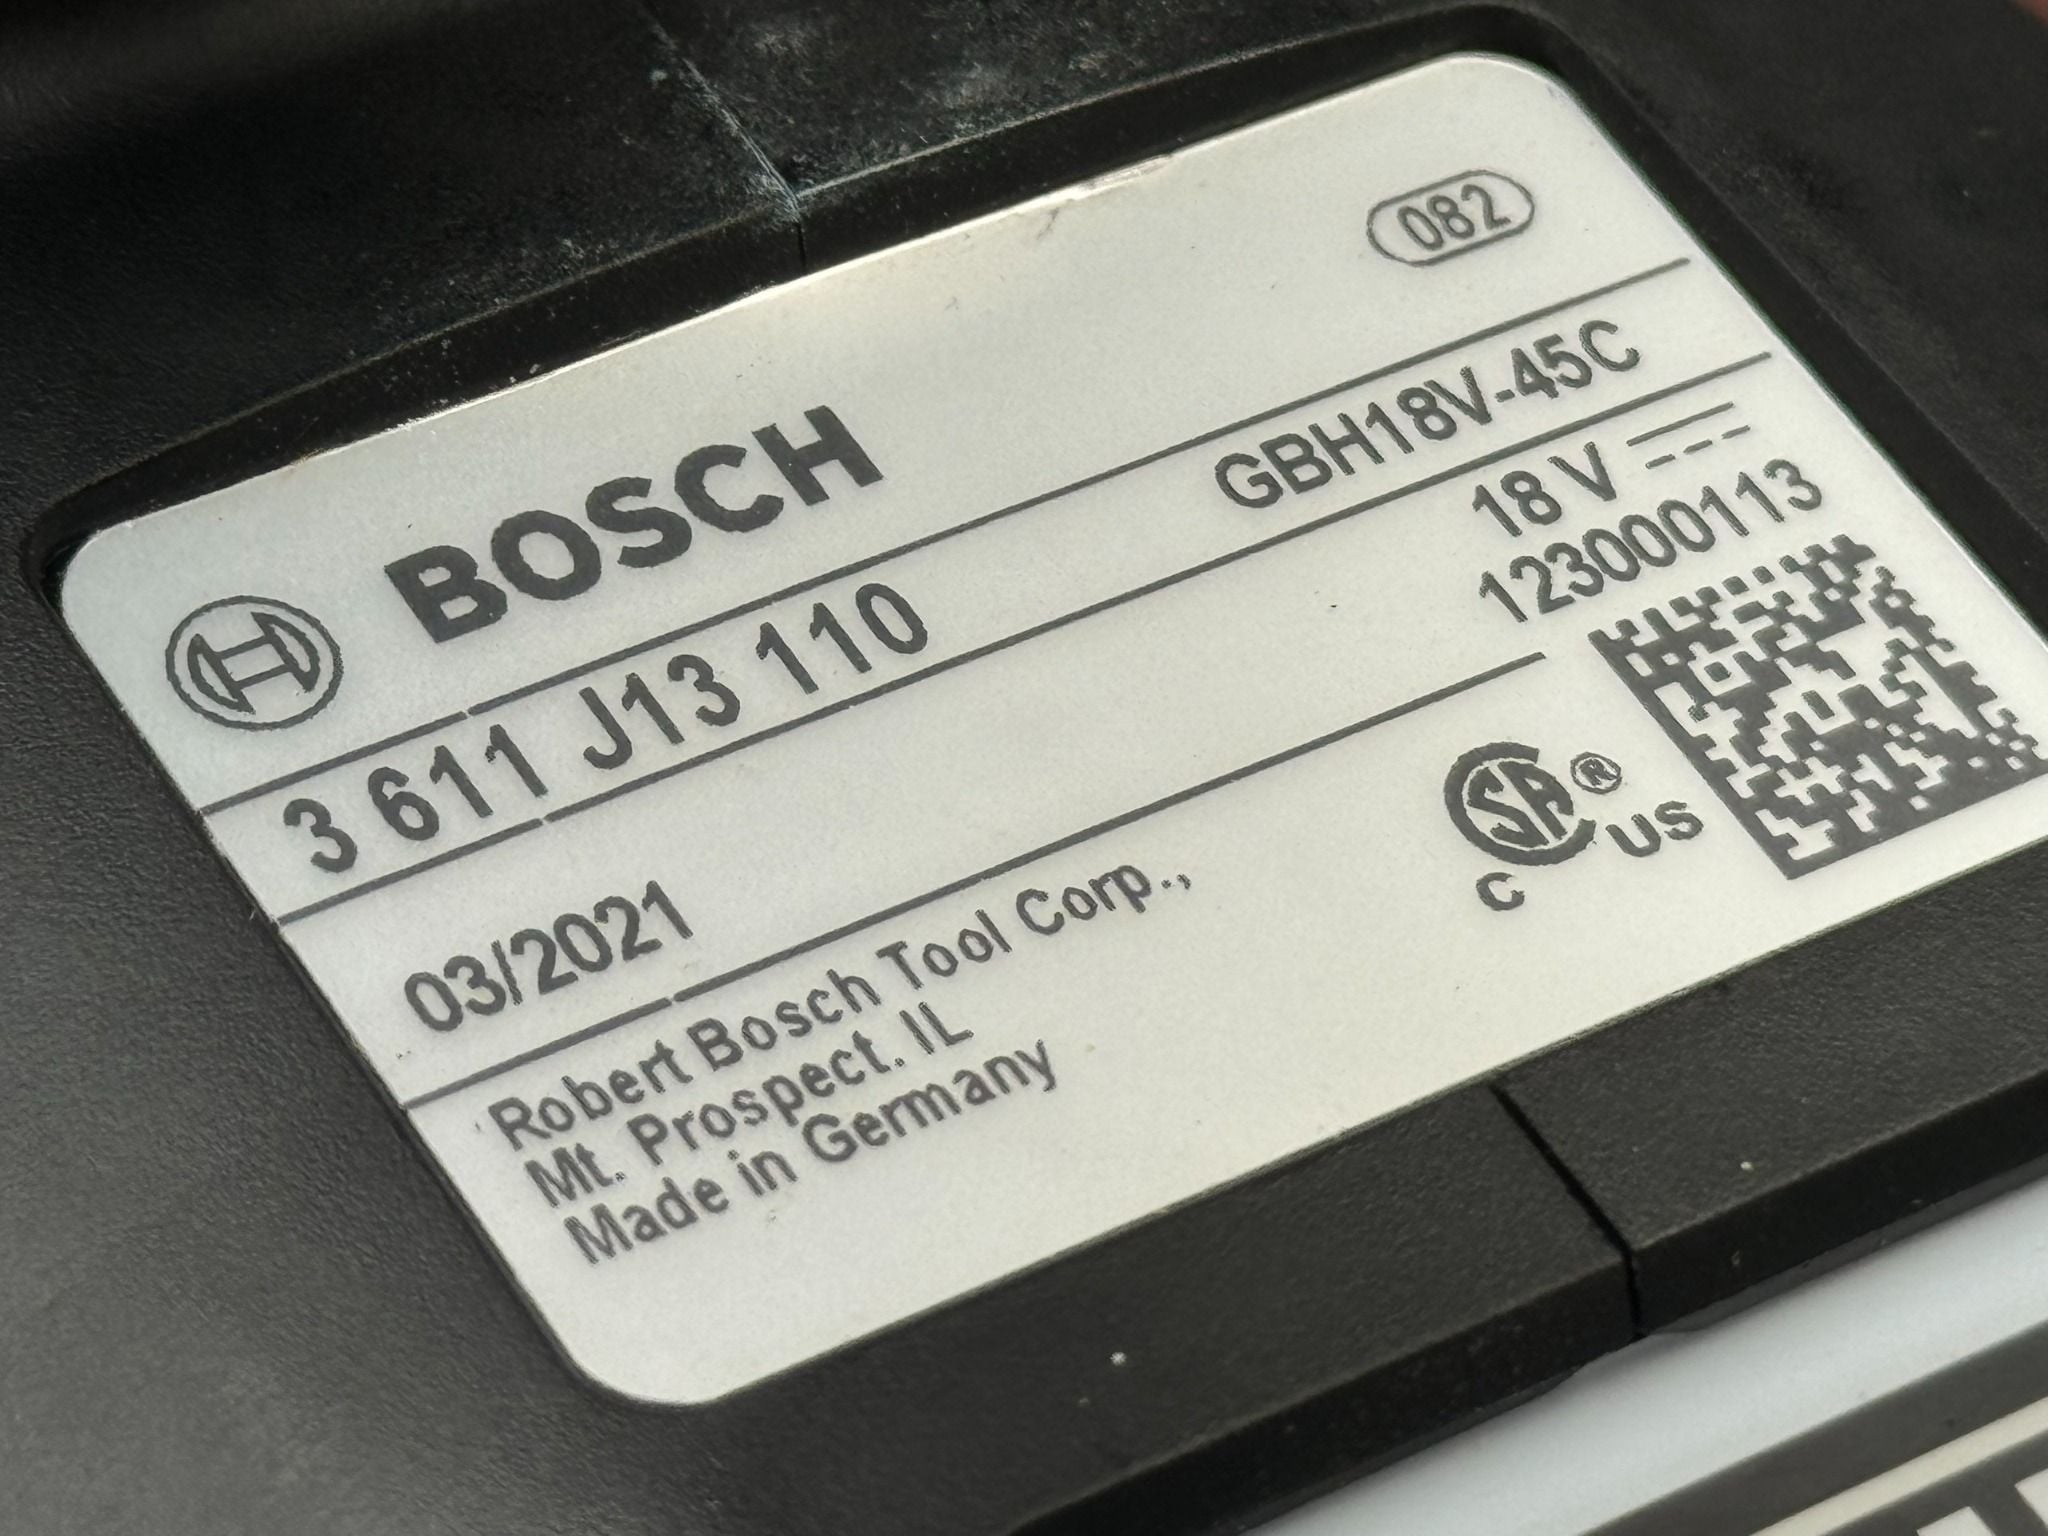 082
BOSCH
3 611 J13 110 GBH18V-45C
18 V
03/2021 123000113
Robert Bosch Tool Corp.,
Mt. Prospect. IL
Made in Germany
CSA®
C US